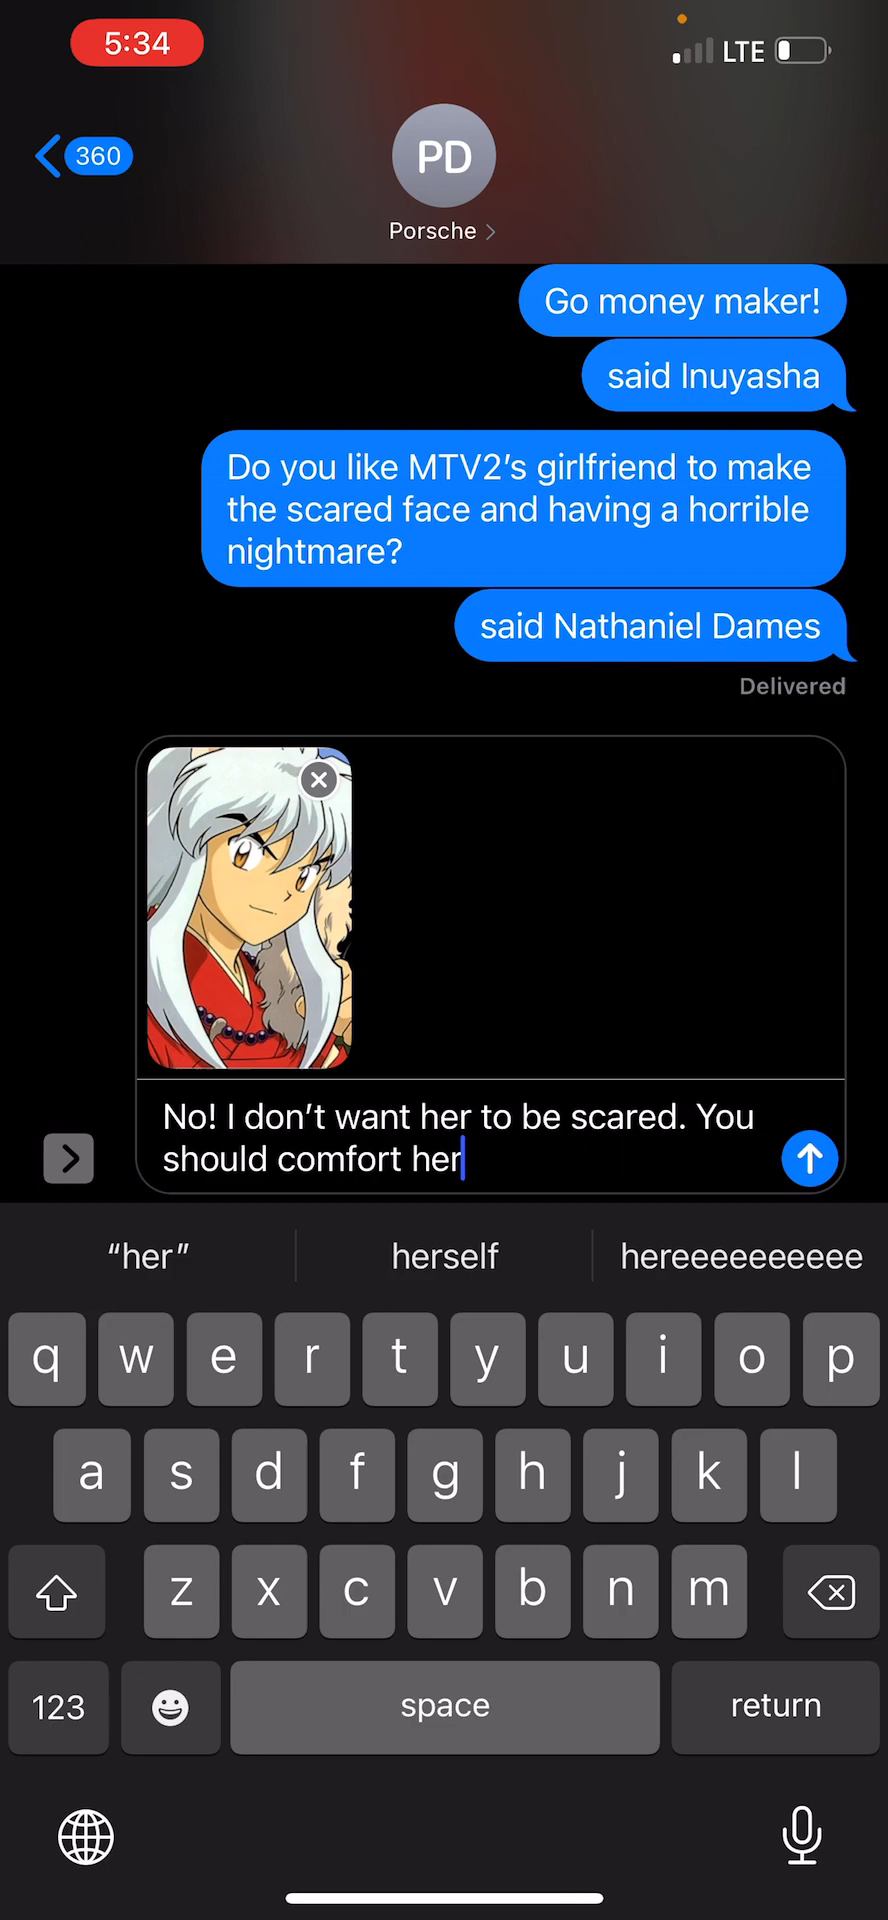 5:34
LTE
360
PD
Porsche
Go money maker!
said Inuyasha
Do you like MTV2’s girlfriend to make
the scared face and having a horrible
nightmare?
said Nathaniel Dames
Delivered
No! I don’t want her to be scared. You
should comfort her
“her” herself hereeeeeeeeeee
q w e r t y u i o p
a s d f g h j k l
z x c v b n m
123 space return